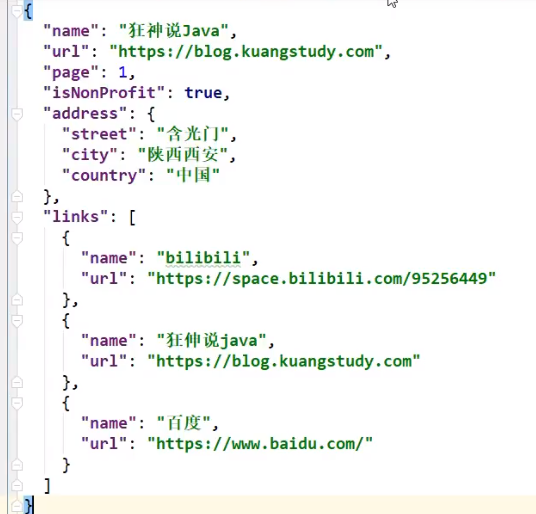 {
"name": "狂神说Java",
"url": "https://blog.kuangstudy.com",
"page": 1,
"isNonProfit": true,
"address": {
"street": "含光门",
"city": "陕西西安",
"country": "中国"
},
"links": [
{
"name": "bilibili",
"url": "https://space.bilibili.com/95256449"
},
{
"name": "狂仲说java",
"url": "https://blog.kuangstudy.com"
},
{
"name": "百度",
"url": "https://www.baidu.com/"
}
]
}